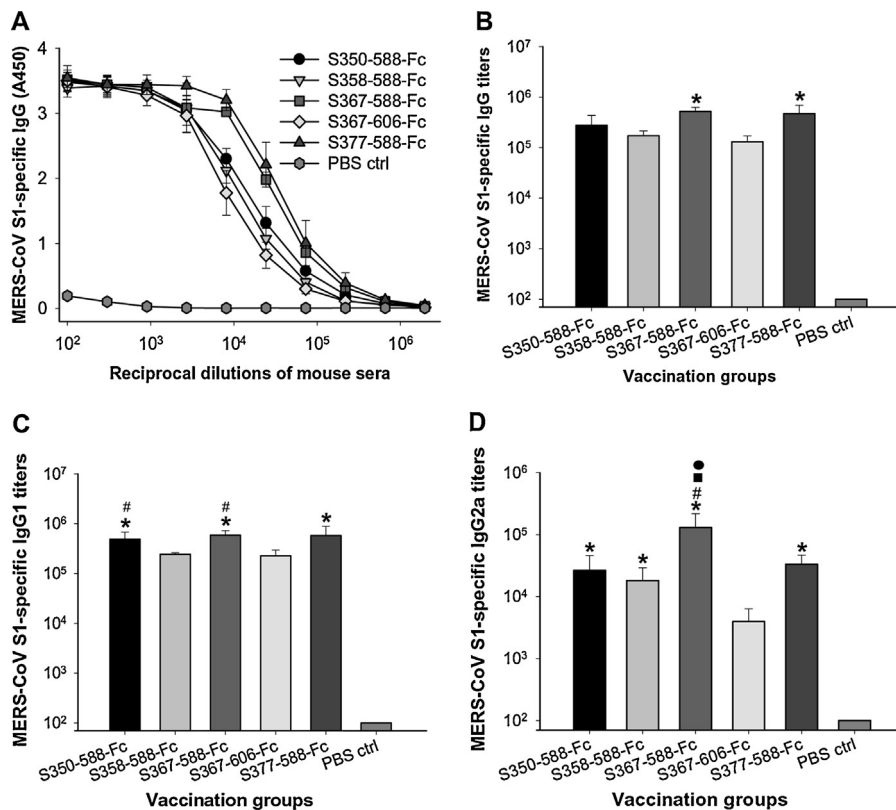 A
MERS-CoV S1-specific IgG (A450)
4
3
2
1
0
10²
10³
10⁴
10⁵
10⁶
Reciprocal dilutions of mouse sera
S350-588-Fc
S358-588-Fc
S367-588-Fc
S367-606-Fc
S377-588-Fc
PBS ctrl
B
MERS-CoV S1-specific IgG titers
10⁷
10⁶
10⁵
10⁴
10³
10²
*
*
S350-588-Fc
S358-588-Fc
S367-588-Fc
S367-606-Fc
S377-588-Fc
PBS ctrl
Vaccination groups
C
MERS-CoV S1-specific IgG1 titers
10⁷
10⁶
10⁵
10⁴
10³
10²
#
*
#
*
*
S350-588-Fc
S358-588-Fc
S367-588-Fc
S367-606-Fc
S377-588-Fc
PBS ctrl
Vaccination groups
D
MERS-CoV S1-specific IgG2a titers
10⁶
10⁵
10⁴
10³
10²
*
*
●
■
#
*
*
S350-588-Fc
S358-588-Fc
S367-588-Fc
S367-606-Fc
S377-588-Fc
PBS ctrl
Vaccination groups